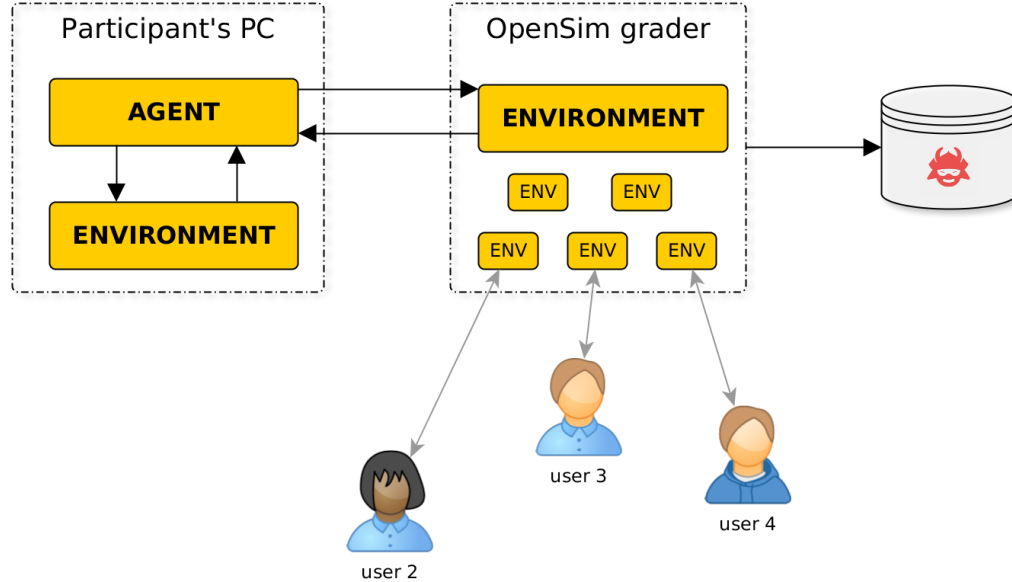 Participant's PC
OpenSim grader
AGENT
ENVIRONMENT
ENVIRONMENT
ENV
ENV
ENV
ENV
ENV
user 2
user 3
user 4